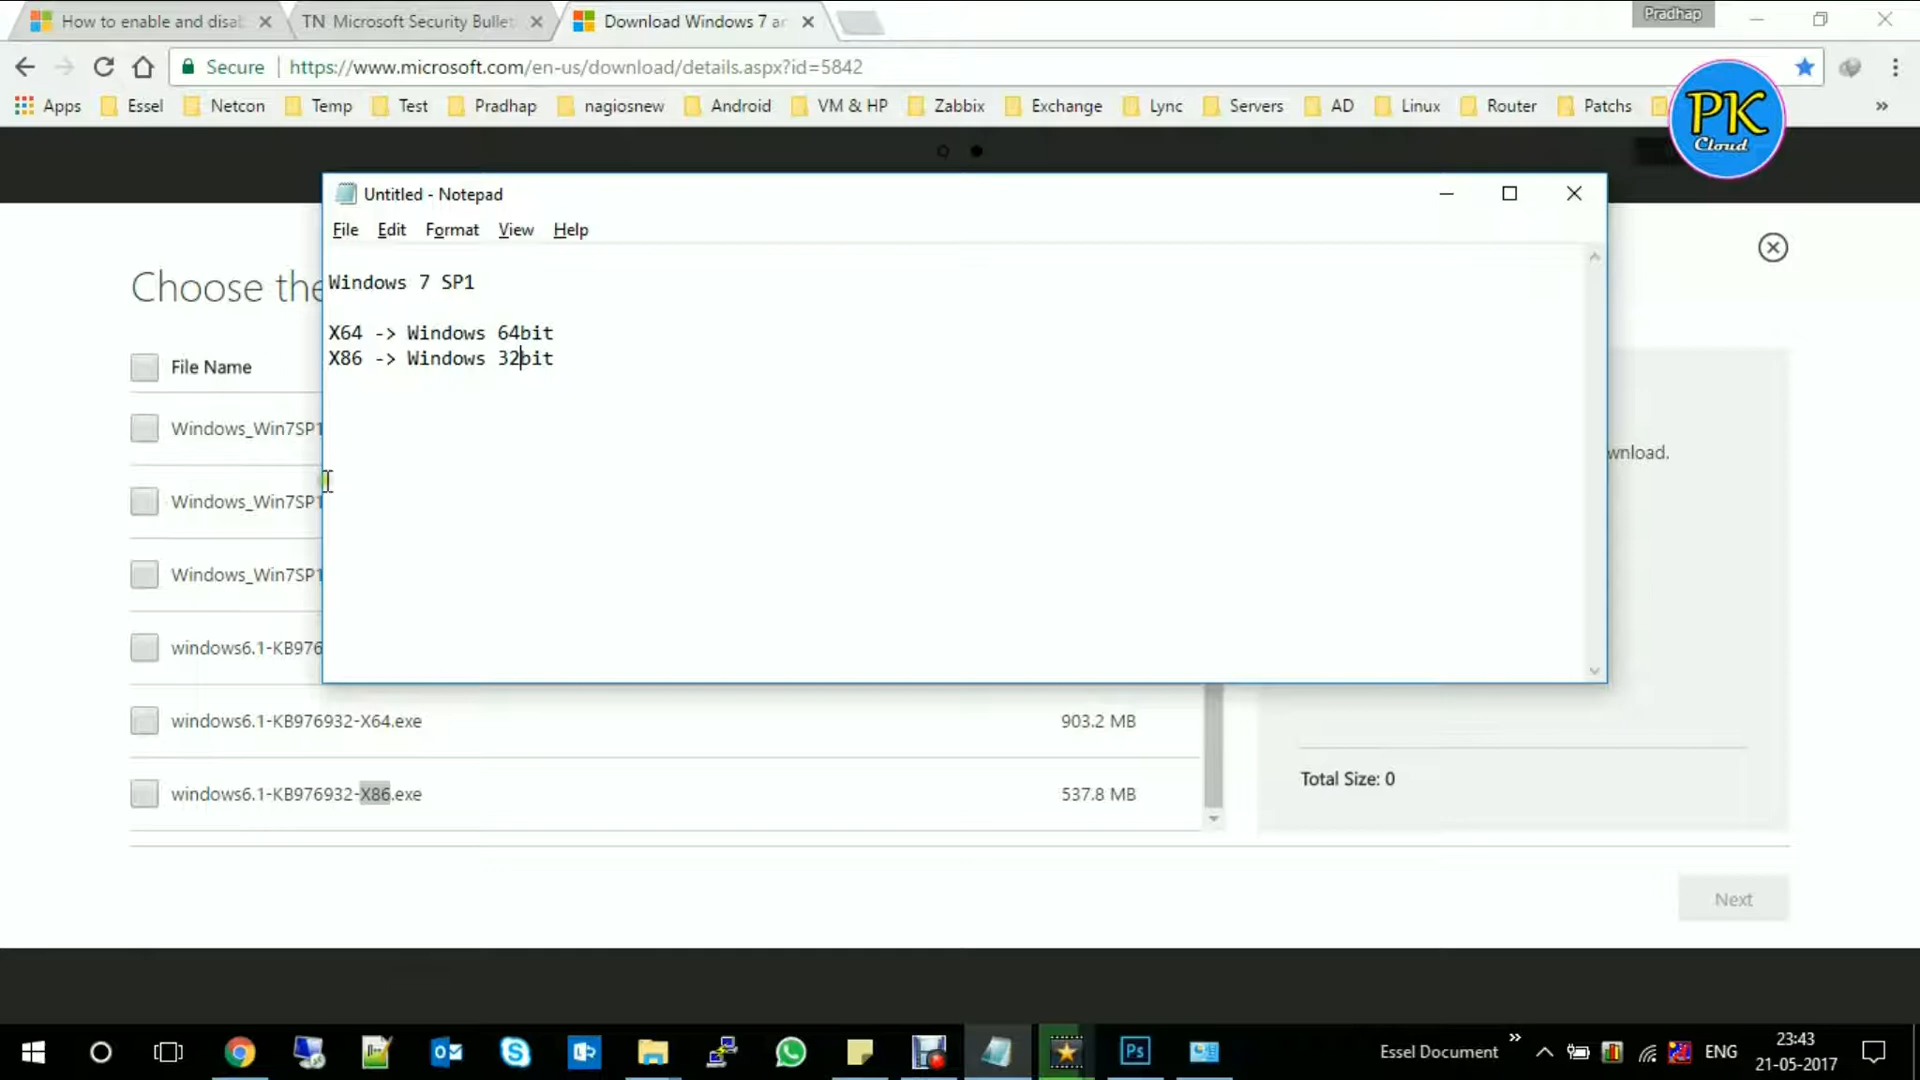 How to enable and disa
TN Microsoft Security Bullet
Download Windows 7 a
Pradhap
Secure https://www.microsoft.com/en-us/download/details.aspx?id=5842
Apps Essel Netcon Temp Test Pradhap nagiosnew Android VM & HP Zabbix Exchange Lync Servers AD Linux Router Patchs »
PK
Cloud
Untitled - Notepad
File Edit Format View Help
Windows 7 SP1
X64 -> Windows 64bit
X86 -> Windows 32bit
Choose the
File Name
Windows_Win7SP1
Windows_Win7SP1
wnload.
Windows_Win7SP1
windows6.1-KB976
windows6.1-KB976932-X64.exe 903.2 MB
Total Size: 0
windows6.1-KB976932-X86.exe 537.8 MB
Next
Essel Document » ENG 23:43
21-05-2017